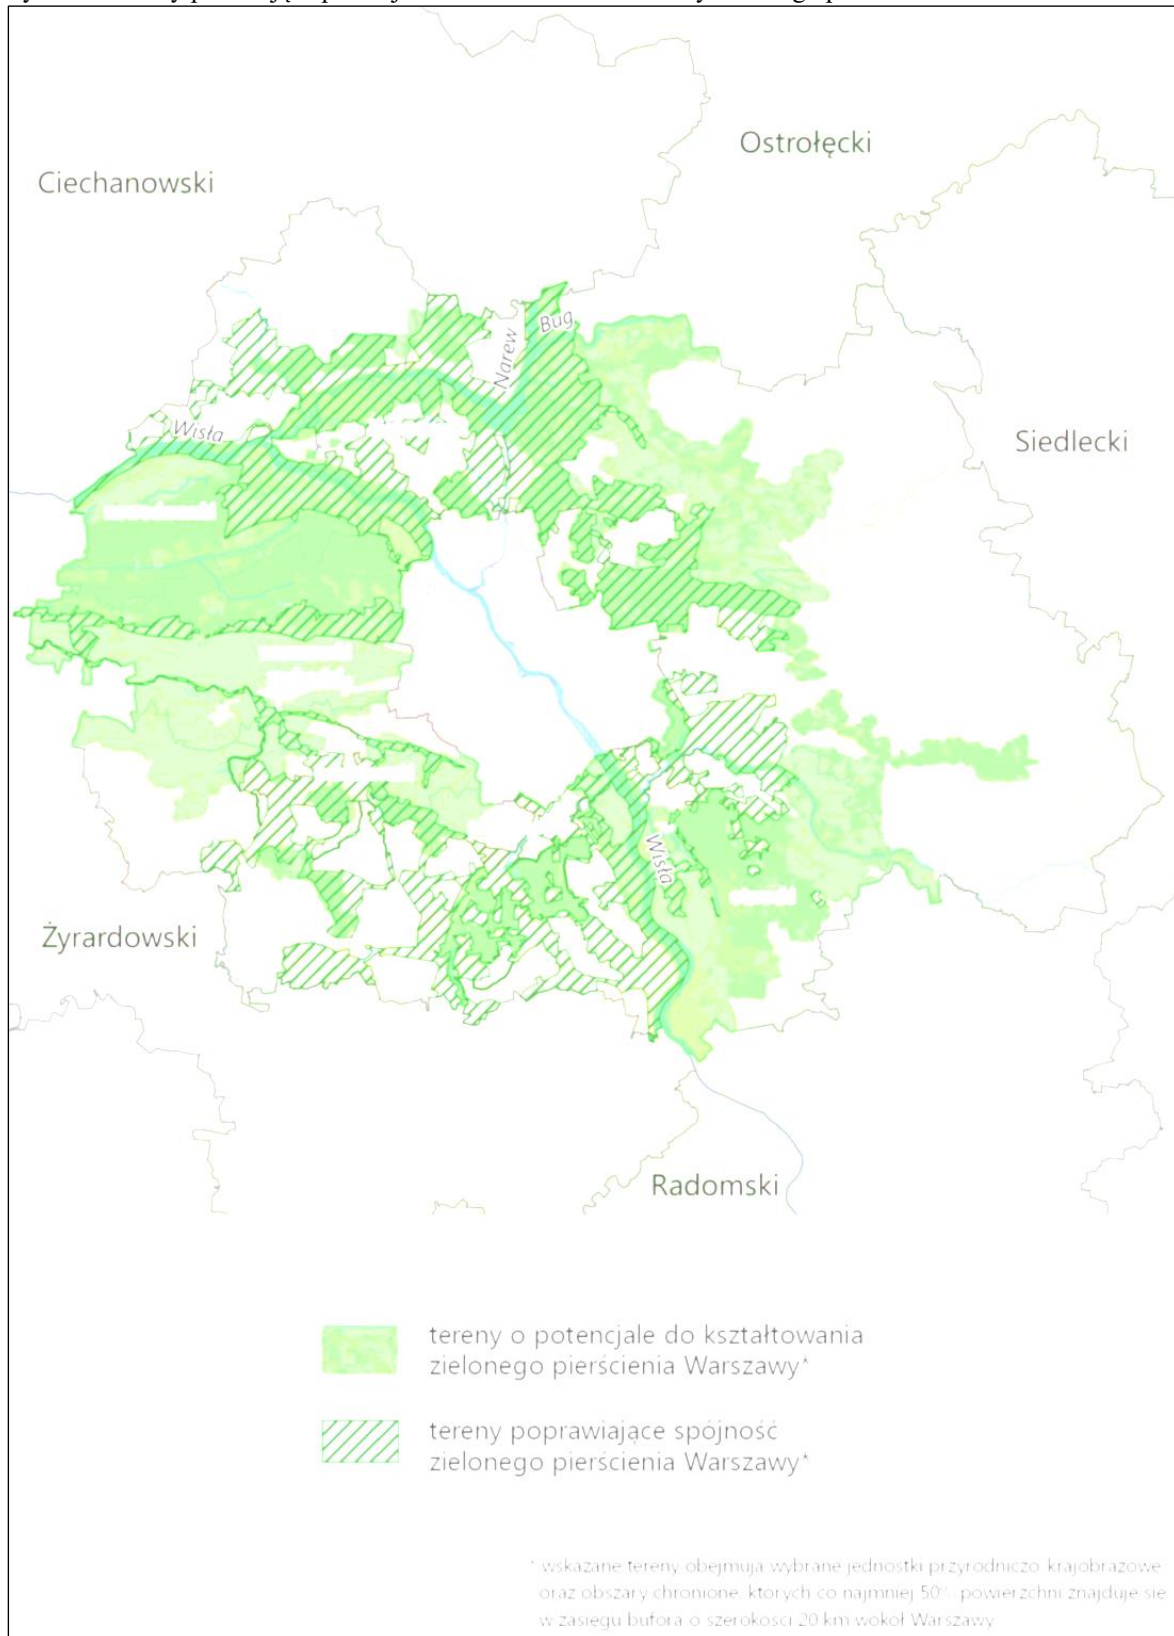 Ostrołęcki
Ciechanowski
Bug
Narew
Wisła
Siedlecki
Wisła
Żyrardowski
Radomski
tereny o potencjale do kształtowania
zielonego pierścienia Warszawy*
tereny poprawiające spójność
zielonego pierścienia Warszawy*
* wskazane tereny obejmują wybrane jednostki przyrodniczo krajobrazowe
oraz obszary chronione, których co najmniej 50% powierzchni znajduje się
w zasięgu bufora o szerokości 20 km wokół Warszawy